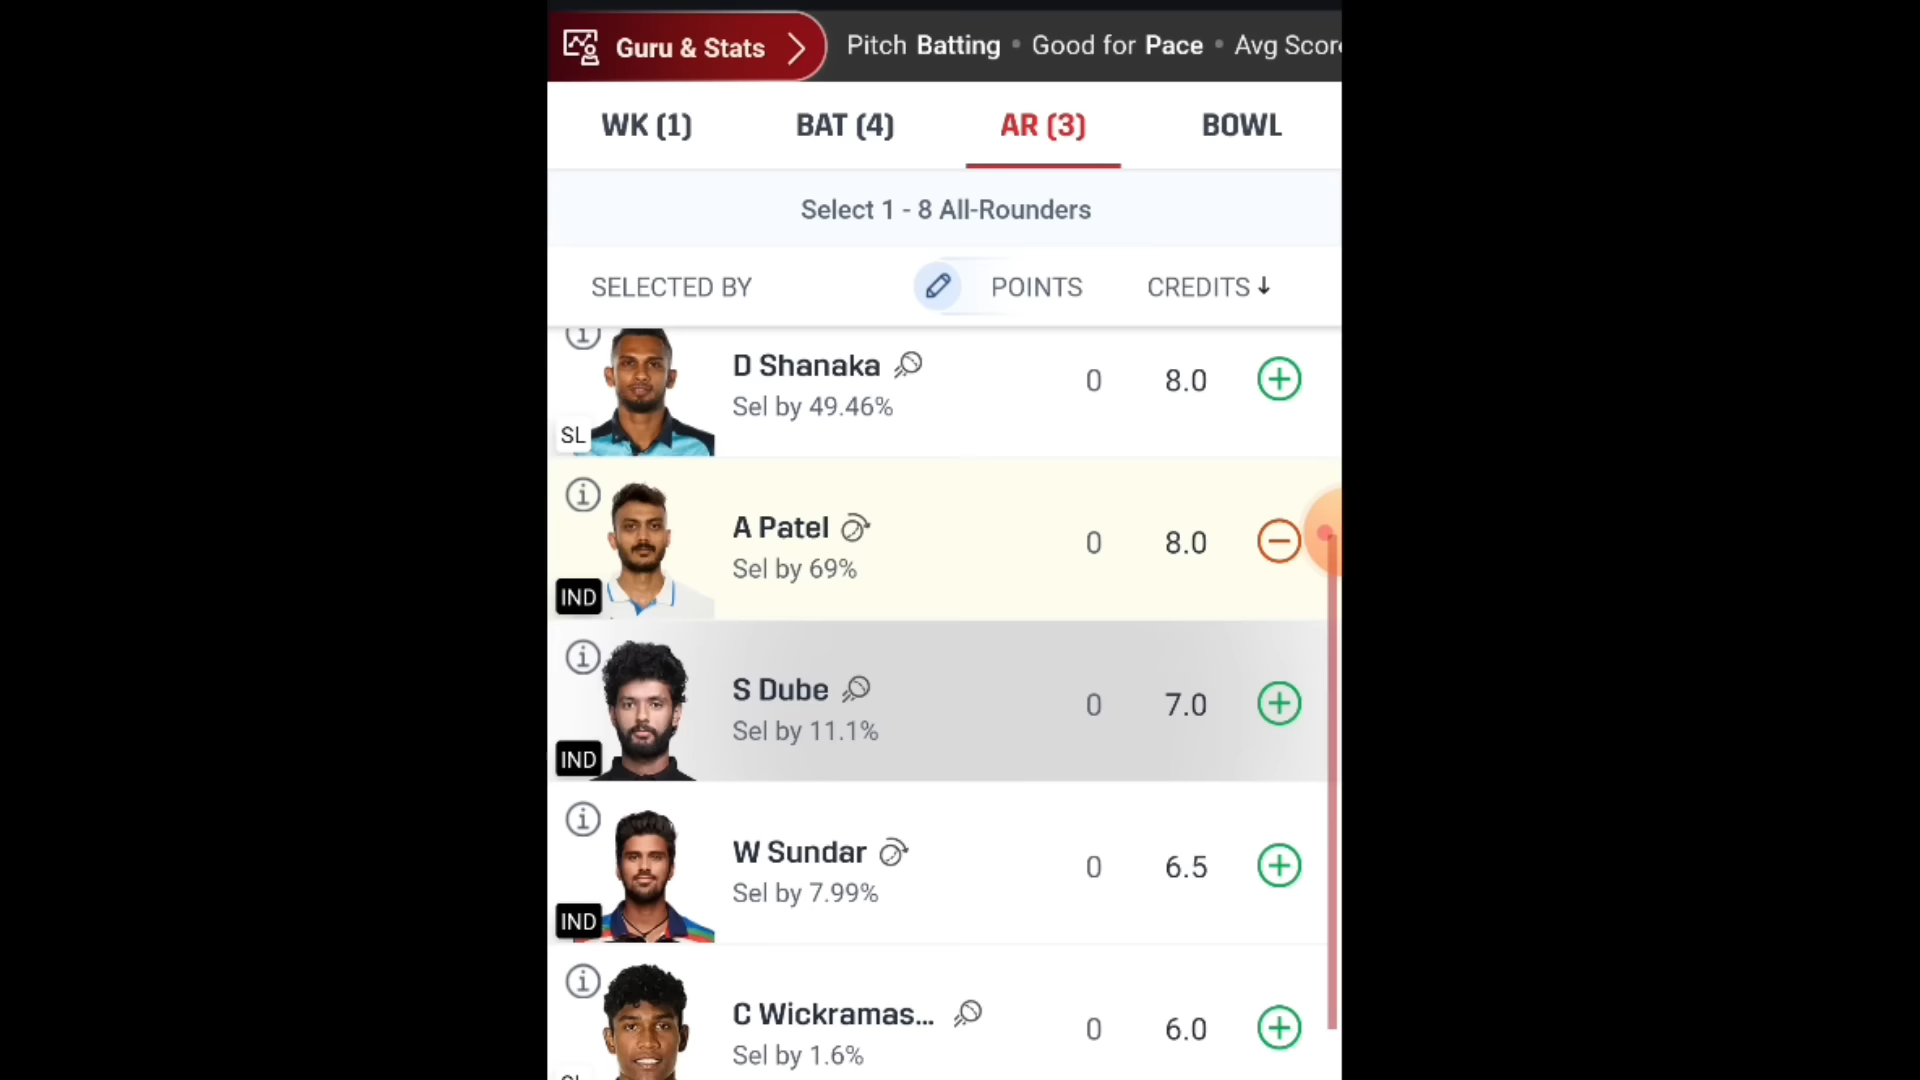 Guru & Stats
Pitch Batting • Good for Pace • Avg Score
WK (1) BAT (4) AR (3) BOWL
Select 1 - 8 All-Rounders
SELECTED BY POINTS CREDITS ↓
D Shanaka 0 8.0
Sel by 49.46%
SL
A Patel 0 8.0
Sel by 69%
IND
S Dube 0 7.0
Sel by 11.1%
IND
W Sundar 0 6.5
Sel by 7.99%
IND
C Wickramas... 0 6.0
Sel by 1.6%